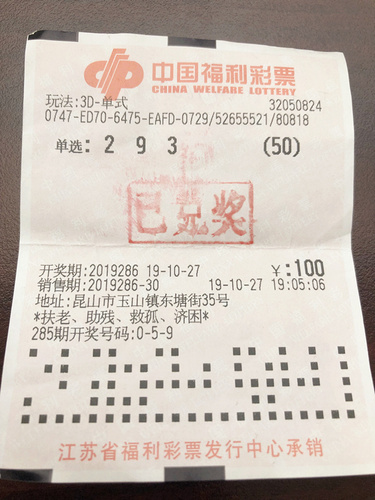 中国福利彩票
CHINA WELFARE LOTTERY
玩法:3D-单式 32050824
0747-ED70-6475-EAFD-0729/52655521/80818
单选: 2 9 3 (50)
已兑奖
开奖期:2019286 19-10-27 ¥:100
销售期:2019286-30 19-10-27 19:05:06
地址:昆山市玉山镇东塘街35号
*扶老、助残、救孤、济困*
285期开奖号码:0-5-9
江苏省福利彩票发行中心承销